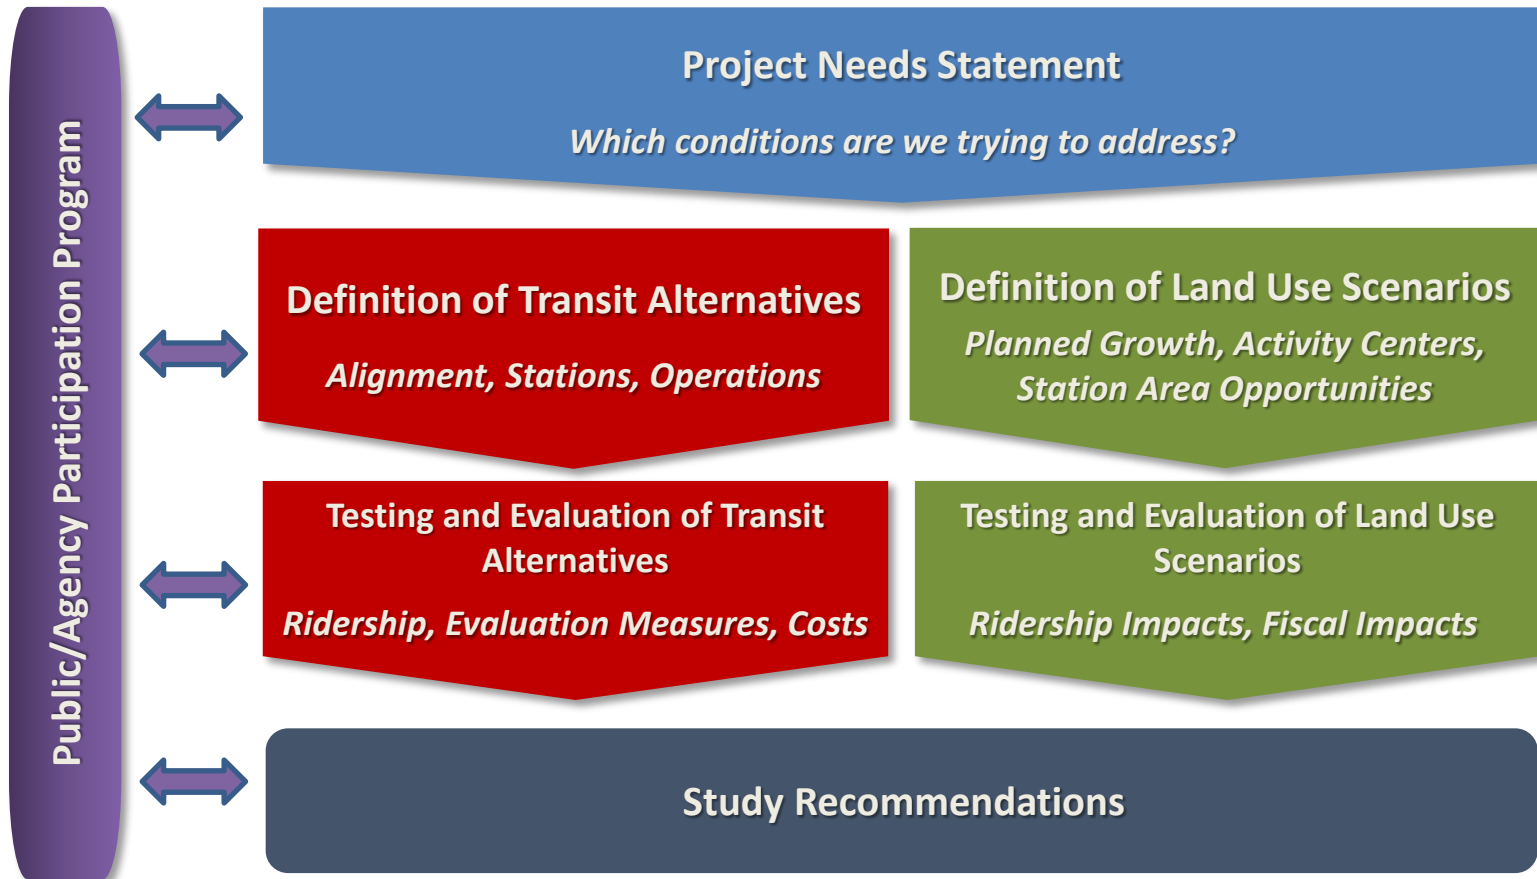 Public/Agency Participation Program
Project Needs Statement
Which conditions are we trying to address?
Definition of Transit Alternatives
Alignment, Stations, Operations
Definition of Land Use Scenarios
Planned Growth, Activity Centers,
Station Area Opportunities
Testing and Evaluation of Transit
Alternatives
Ridership, Evaluation Measures, Costs
Testing and Evaluation of Land Use
Scenarios
Ridership Impacts, Fiscal Impacts
Study Recommendations